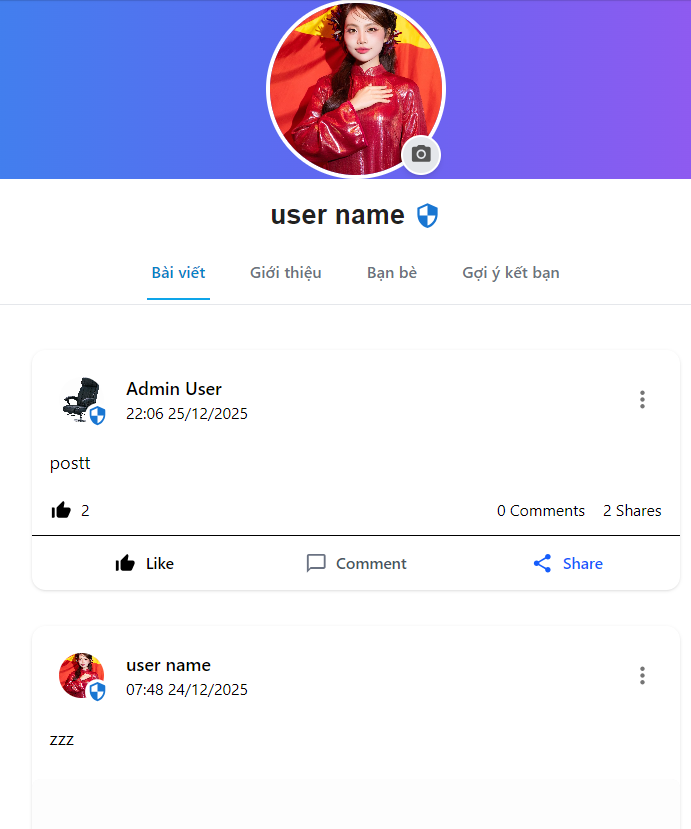 user name
Bài viết Giới thiệu Bạn bè Gợi ý kết bạn
Admin User
22:06 25/12/2025
postt
2 0 Comments 2 Shares
Like Comment Share
user name
07:48 24/12/2025
zzz